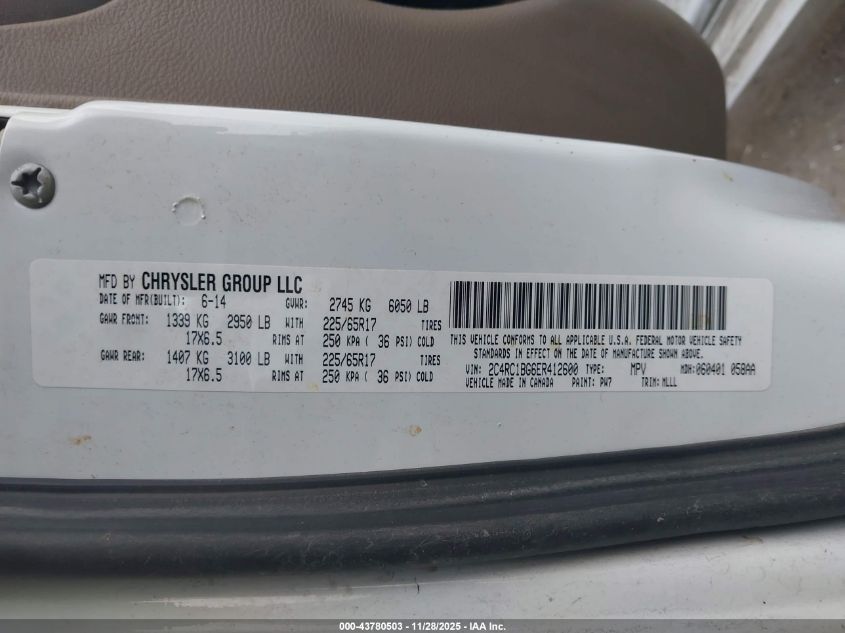 MFD BY CHRYSLER GROUP LLC
DATE OF MFR(BUILT): 6-14 GVWR: 2745 KG 6050 LB
GAWR FRONT: 1339 KG 2950 LB WITH 225/65R17 TIRES
17X6.5 RIMS AT 250 KPA ( 36 PSI) COLD
GAWR REAR: 1407 KG 3100 LB WITH 225/65R17 TIRES
17X6.5 RIMS AT 250 KPA ( 36 PSI) COLD
THIS VEHICLE CONFORMS TO ALL APPLICABLE U.S.A. FEDERAL MOTOR VEHICLE SAFETY
STANDARDS IN EFFECT ON THE DATE OF MANUFACTURE SHOWN ABOVE.
VIN: 2C4RC1BG6ER412600 TYPE: MPV MDH:060401 058AA
VEHICLE MADE IN CANADA PAINT: PW7 TRIM: MLLL
000-43780503 - 11/28/2025 - IAA Inc.